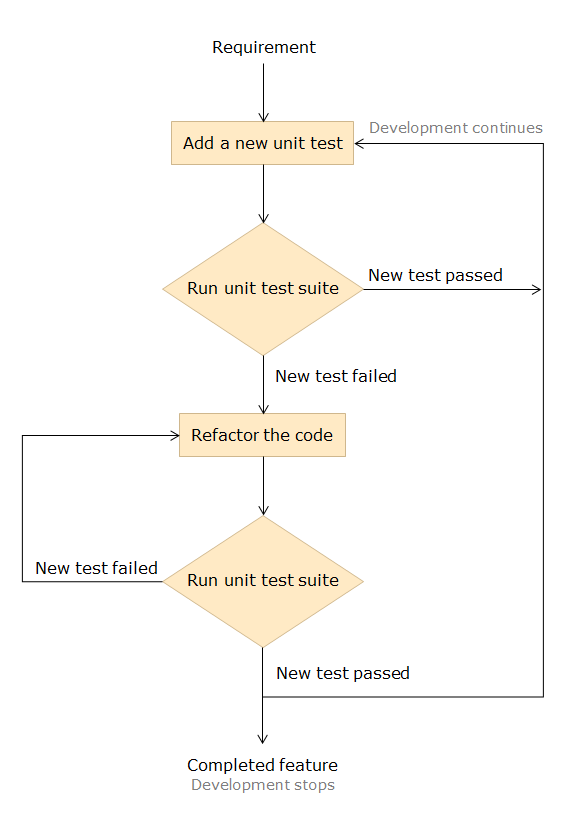 Requirement
Development continues
Add a new unit test
New test passed
Run unit test suite
New test failed
Refactor the code
New test failed
Run unit test suite
New test passed
Completed feature
Development stops